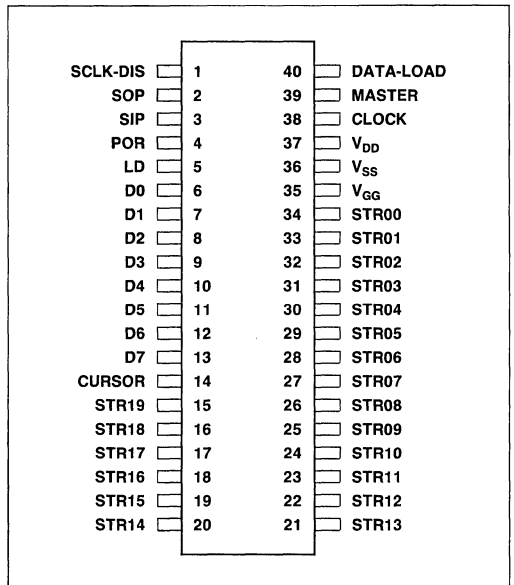 SCLK-DIS 1 40 DATA-LOAD
SOP 2 39 MASTER
SIP 3 38 CLOCK
POR 4 37 VDD
LD 5 36 VSS
D0 6 35 VGG
D1 7 34 STR00
D2 8 33 STR01
D3 9 32 STR02
D4 10 31 STR03
D5 11 30 STR04
D6 12 29 STR05
D7 13 28 STR06
CURSOR 14 27 STR07
STR19 15 26 STR08
STR18 16 25 STR09
STR17 17 24 STR10
STR16 18 23 STR11
STR15 19 22 STR12
STR14 20 21 STR13